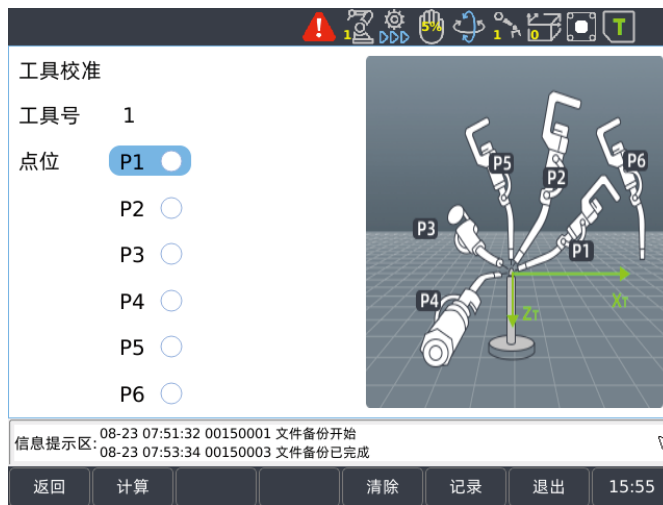 1 5% 1 0 T
工具校准
工具号 1
点位 P1
P2
P3
P4
P5
P6
P5 P2 P6
P3 P1
P4 XT
ZT
信息提示区: 08-23 07:51:32 00150001 文件备份开始
08-23 07:53:34 00150003 文件备份已完成
返回 计算 清除 记录 退出 15:55